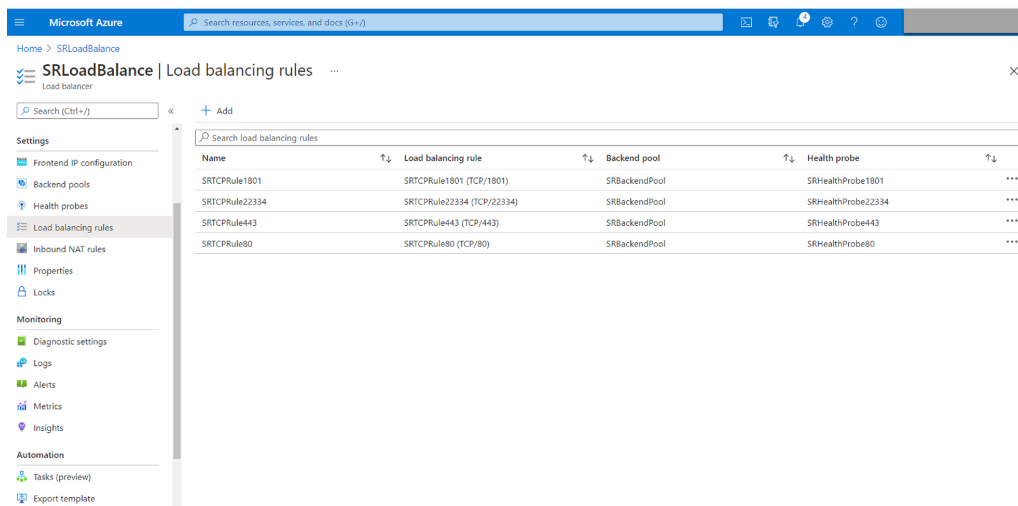 Microsoft Azure
Search resources, services, and docs (G+/)
4
Home > SRLoadBalance
SRLoadBalance | Load balancing rules ...
Load balancer
Search (Ctrl+/)
Add
Search load balancing rules
Settings
Frontend IP configuration
Backend pools
Health probes
Load balancing rules
Inbound NAT rules
Properties
Locks
Monitoring
Diagnostic settings
Logs
Alerts
Metrics
Insights
Automation
Tasks (preview)
Export template
Name Load balancing rule Backend pool Health probe
SRTCPRule1801 SRTCPRule1801 (TCP/1801) SRBackendPool SRHealthProbe1801
SRTCPRule22334 SRTCPRule22334 (TCP/22334) SRBackendPool SRHealthProbe22334
SRTCPRule443 SRTCPRule443 (TCP/443) SRBackendPool SRHealthProbe443
SRTCPRule80 SRTCPRule80 (TCP/80) SRBackendPool SRHealthProbe80